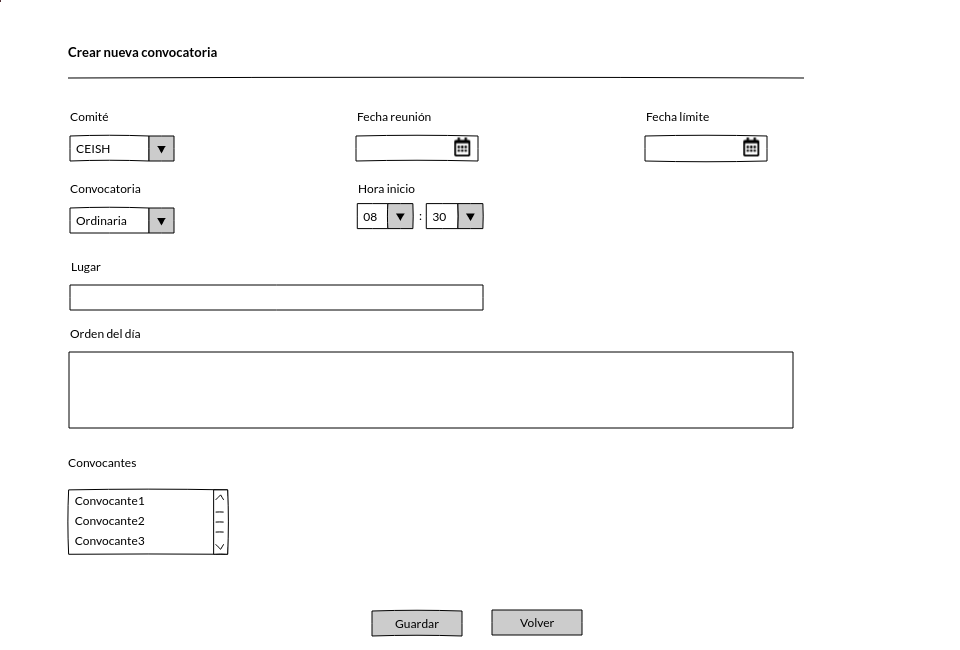 Crear nueva convocatoria
Comité
Fecha reunión
Fecha límite
CEISH
Convocatoria
Hora inicio
Ordinaria
08 : 30
Lugar
Orden del día
Convocantes
Convocante1
Convocante2
Convocante3
Guardar
Volver